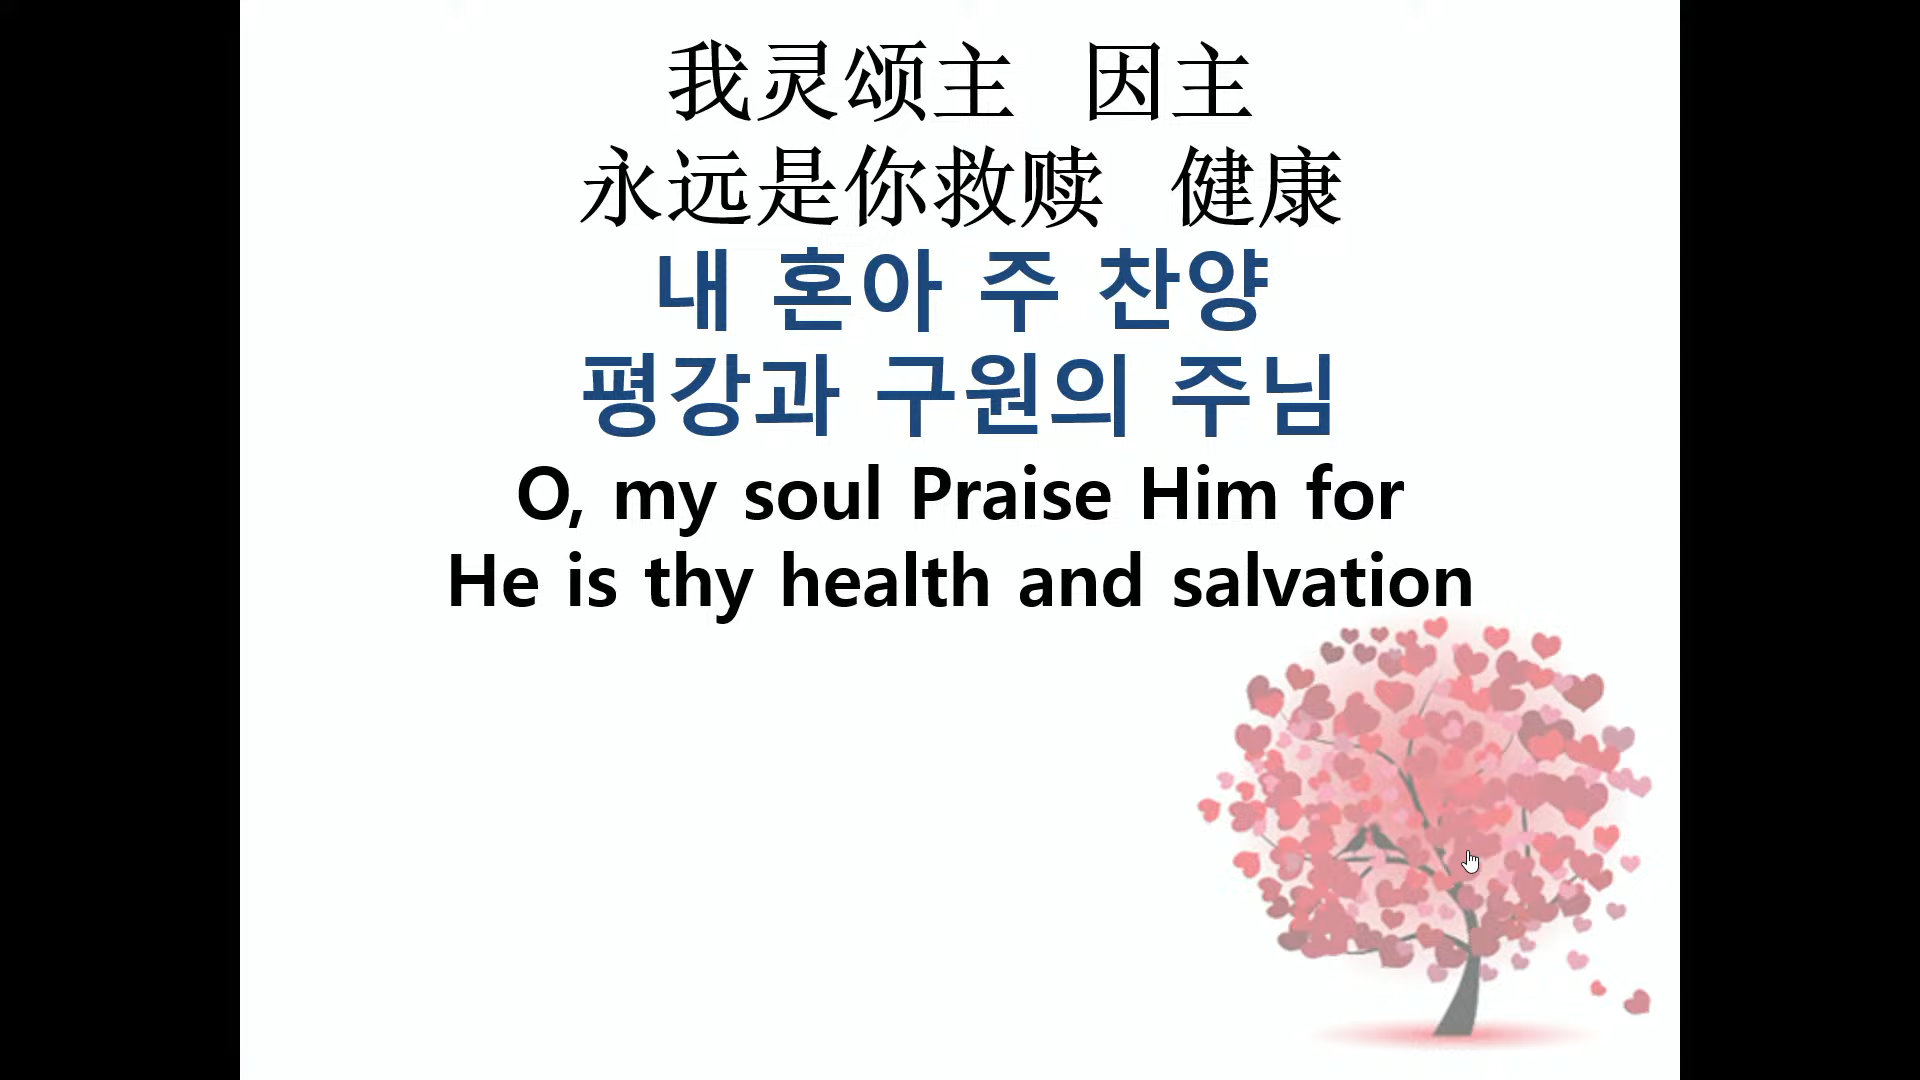 我灵颂主 因主
永远是你救赎 健康
내 혼아 주 찬양
평강과 구원의 주님
O, my soul Praise Him for
He is thy health and salvation